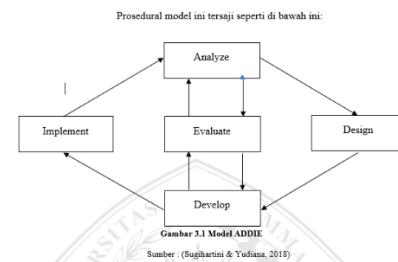 Prosedural model ini tersaji seperti di bawah ini:
Analyze
Implement
Evaluate
Design
Develop
Gambar 3.1 Model ADDIE
Sumber : (Sugihartini & Yudiana, 2018)